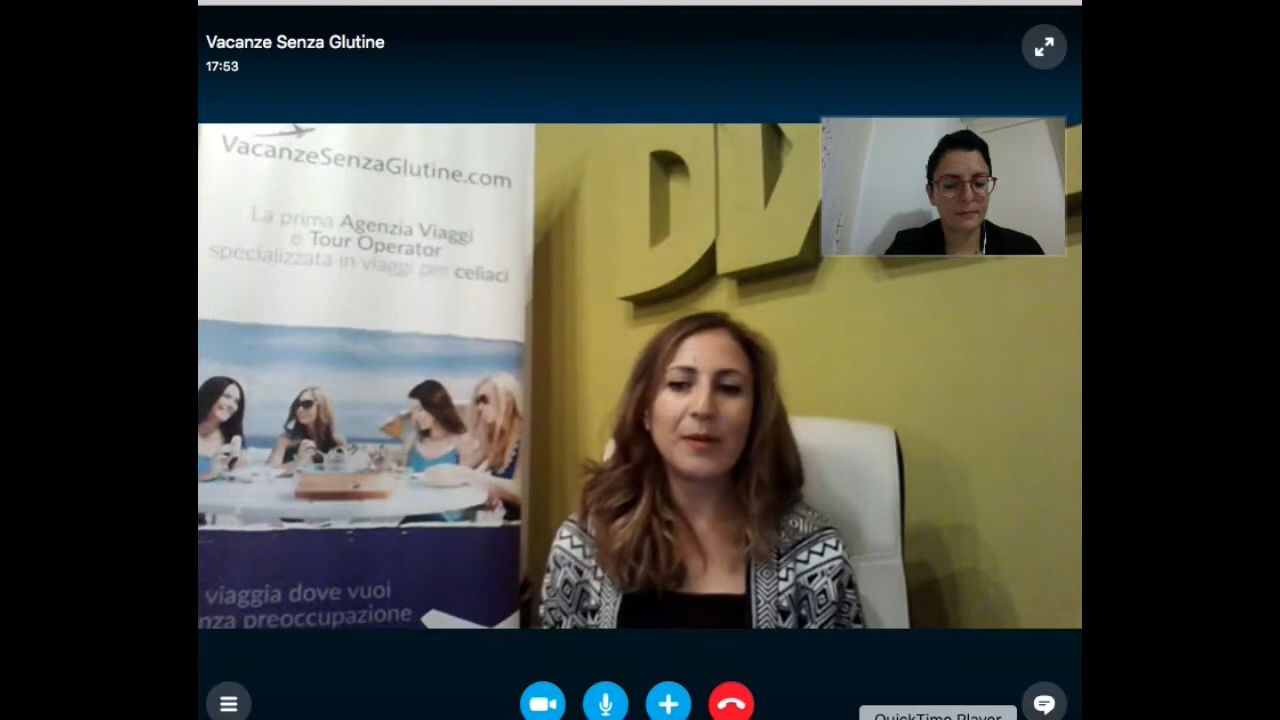 Vacanze Senza Glutine
17:53
VacanzeSenzaGlutine.com
La prima Agenzia Viaggi
e Tour Operator
specializzata in viaggi per celiaci
DV
viaggia dove vuoi
nza preoccupazione
QuickTime Player